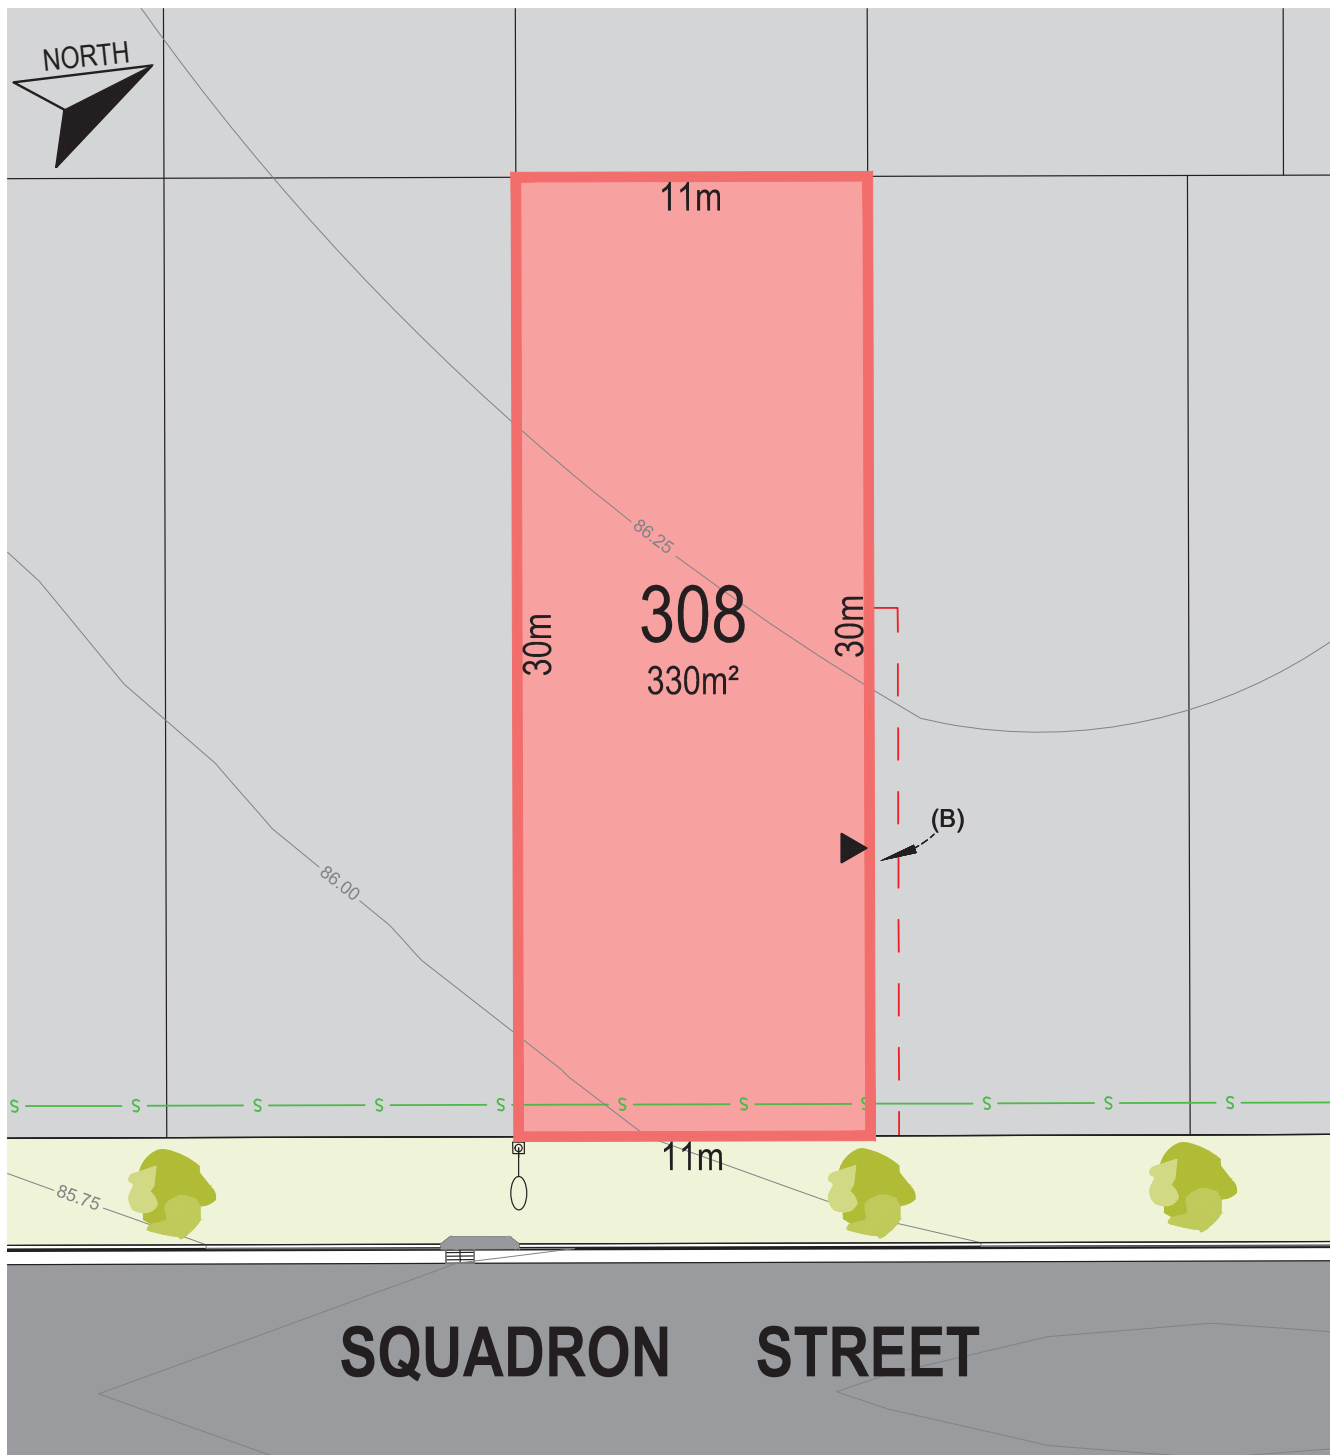 NORTH
11m
86.25
308
30m
30m
330m²
(B)
86.00
S S S S S S S S S S S
11m
85.75
SQUADRON STREET